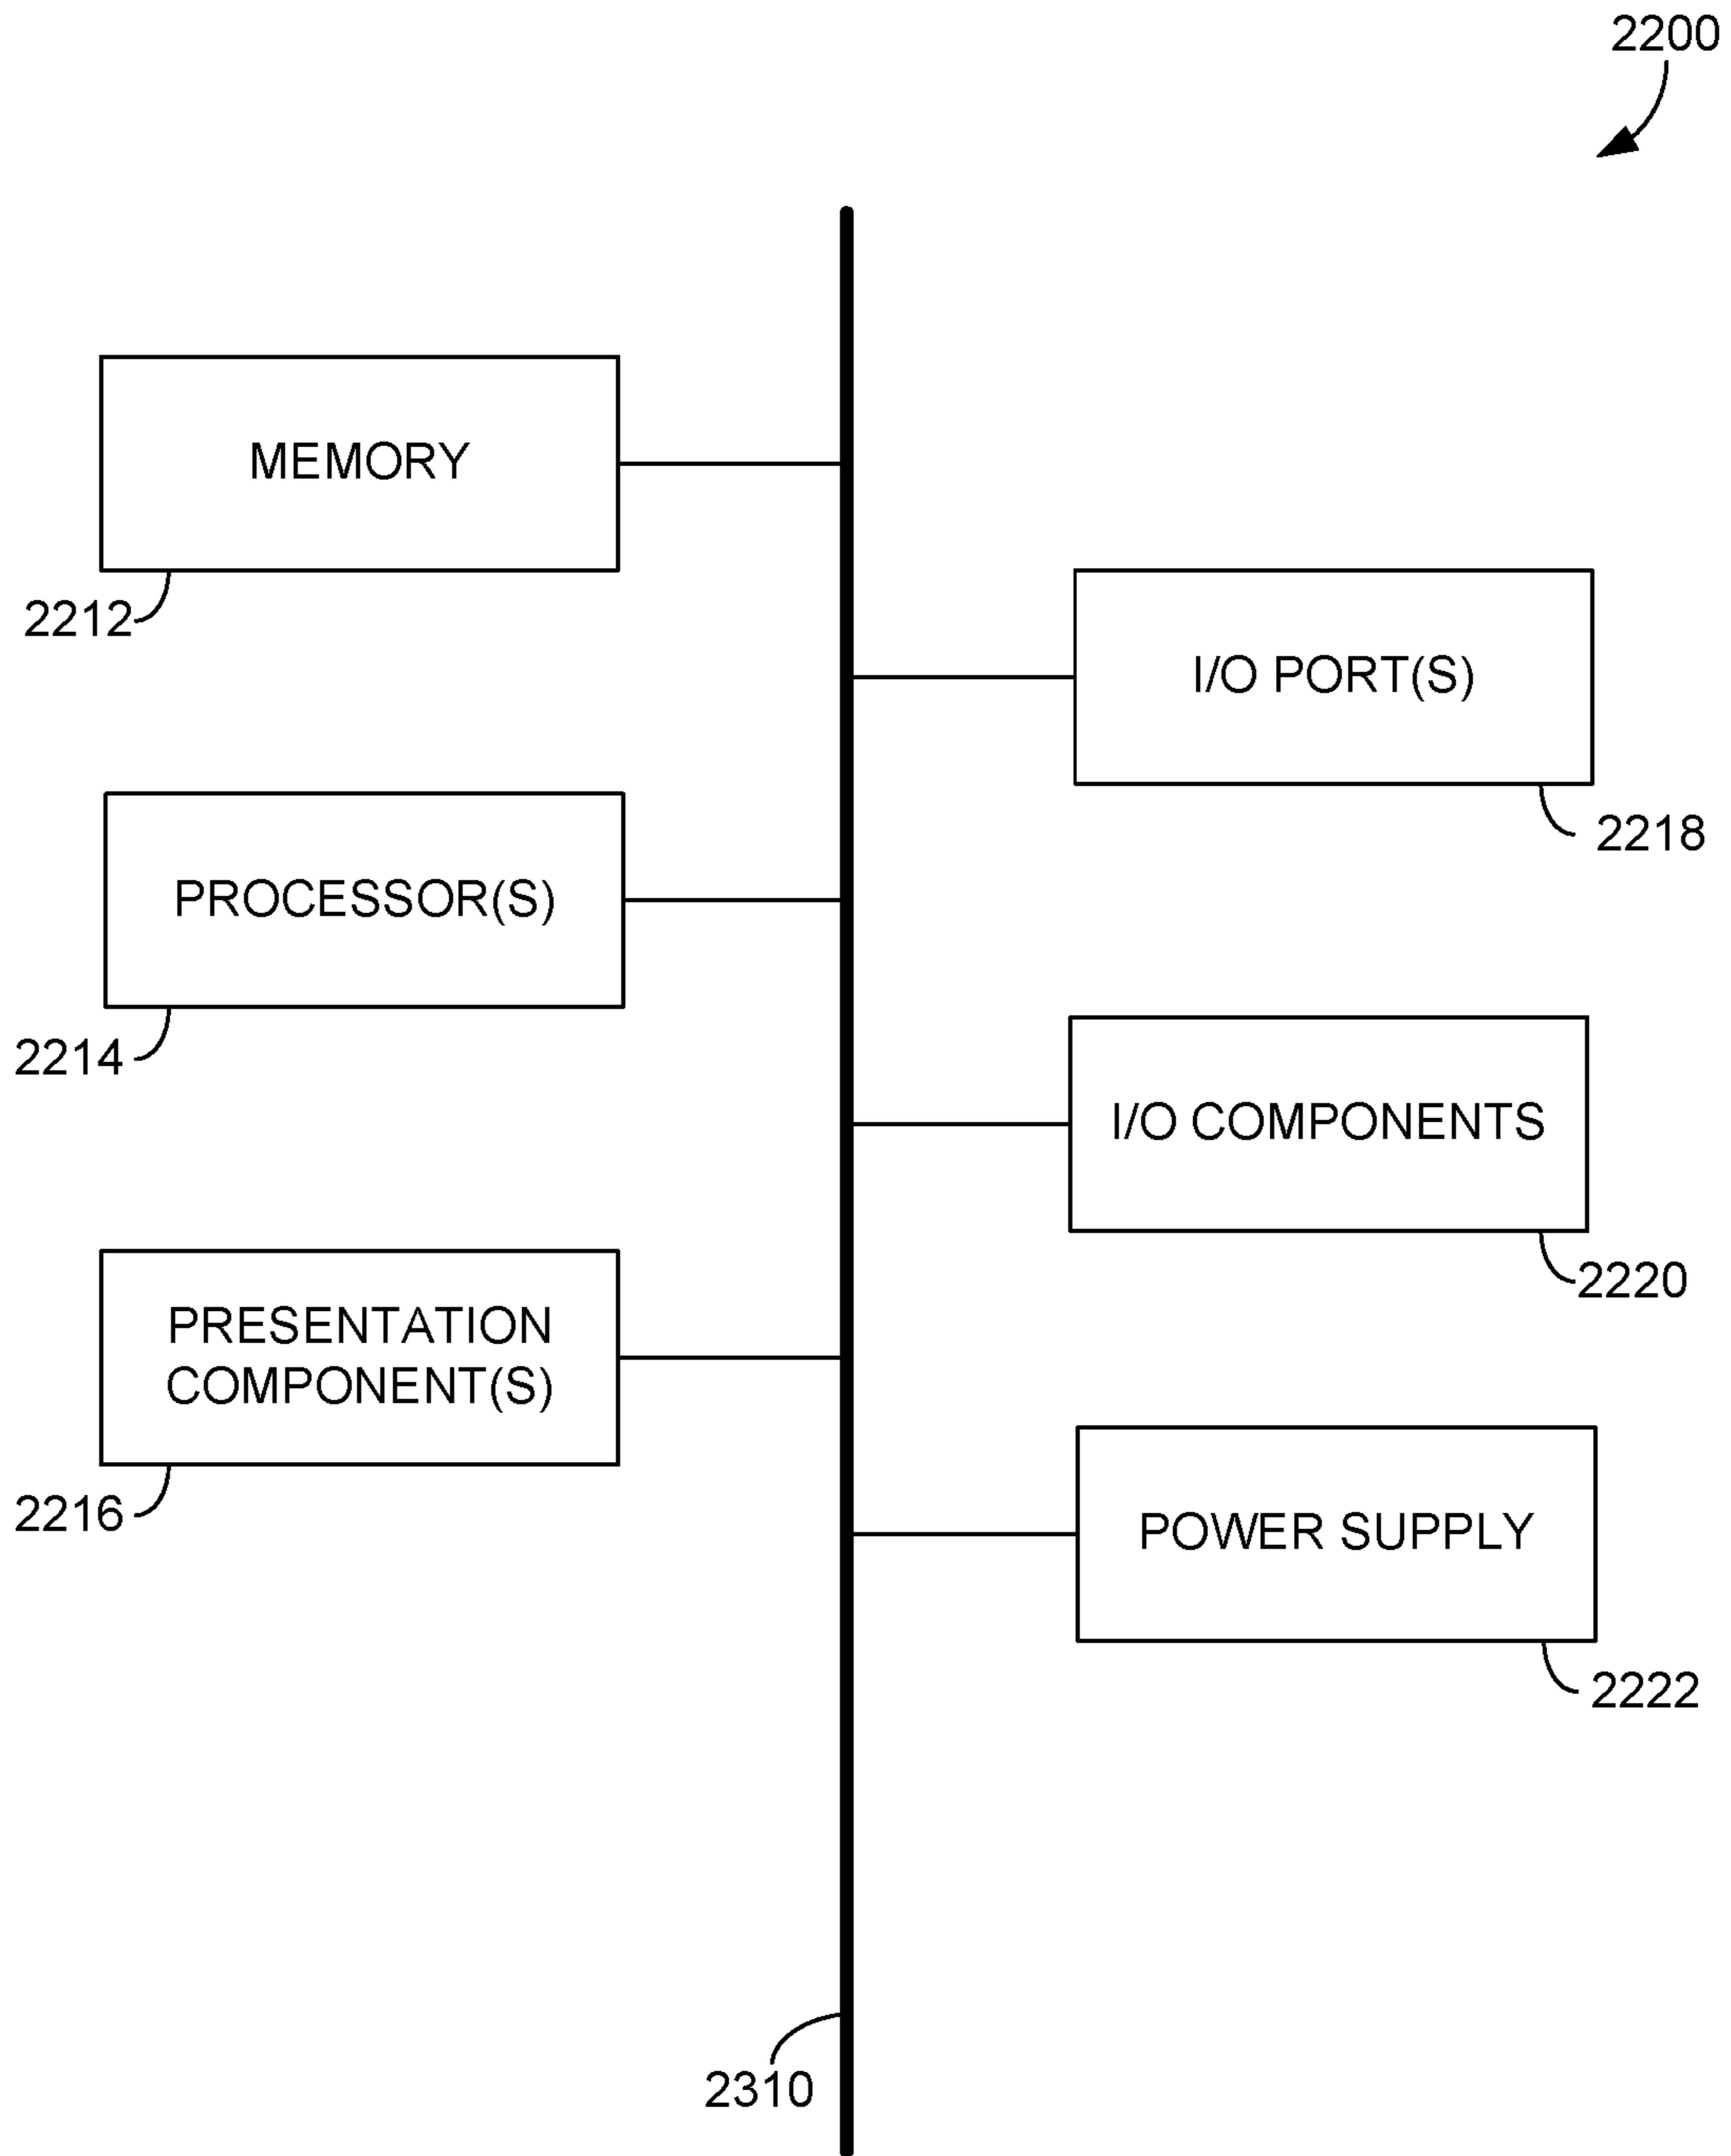 2200
MEMORY
2212
I/O PORT(S)
2218
PROCESSOR(S)
2214
I/O COMPONENTS
2220
PRESENTATION
COMPONENT(S)
2216
POWER SUPPLY
2222
2310